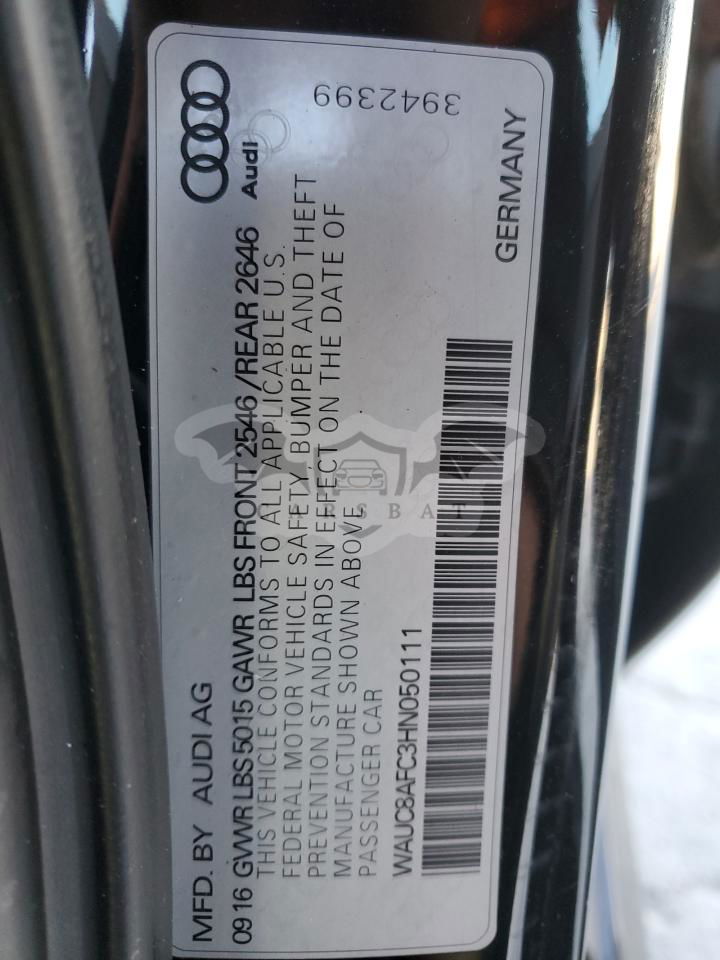 MFD. BY AUDI AG
Audi
09 16 GVWR LBS 5015 GAWR LBS FRONT 2546 /REAR 2646
THIS VEHICLE CONFORMS TO ALL APPLICABLE U.S.
FEDERAL MOTOR VEHICLE SAFETY, BUMPER AND THEFT
PREVENTION STANDARDS IN EFFECT ON THE DATE OF
MANUFACTURE SHOWN ABOVE
PASSENGER CAR
3942399
WAUC8AFC3HN050111
GERMANY
CARSBAT